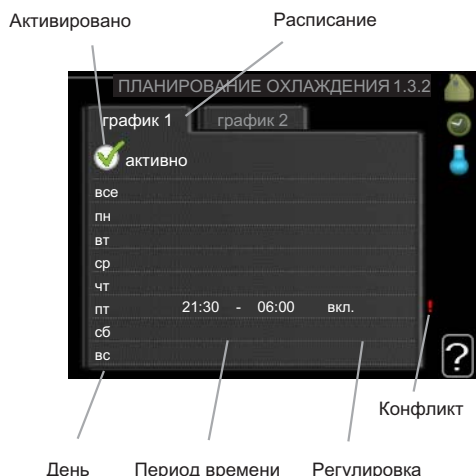 Активировано
Расписание
ПЛАНИРОВАНИЕ ОХЛАЖДЕНИЯ 1.3.2
график 1
график 2
активно
все
пн
вт
ср
чт
пт 21:30 - 06:00 вкл. !
сб
вс
?
Конфликт
День Период времени Регулировка